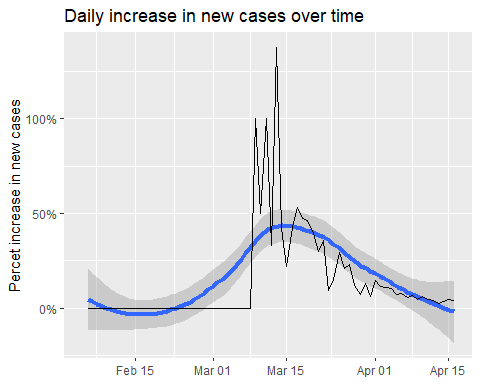 Daily increase in new cases over time
Percet increase in new cases
100%
50%
0%
Feb 15
Mar 01
Mar 15
Apr 01
Apr 15